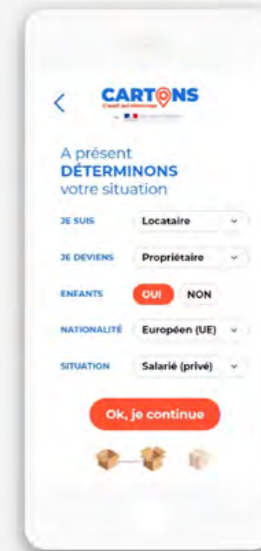 CARTONS
A présent
DÉTERMINONS
votre situation
JE SUIS Locataire
JE DEVIENS Propriétaire
ENFANTS OUI NON
NATIONALITÉ Européen (UE)
SITUATION Salarié (privé)
Ok, je continue